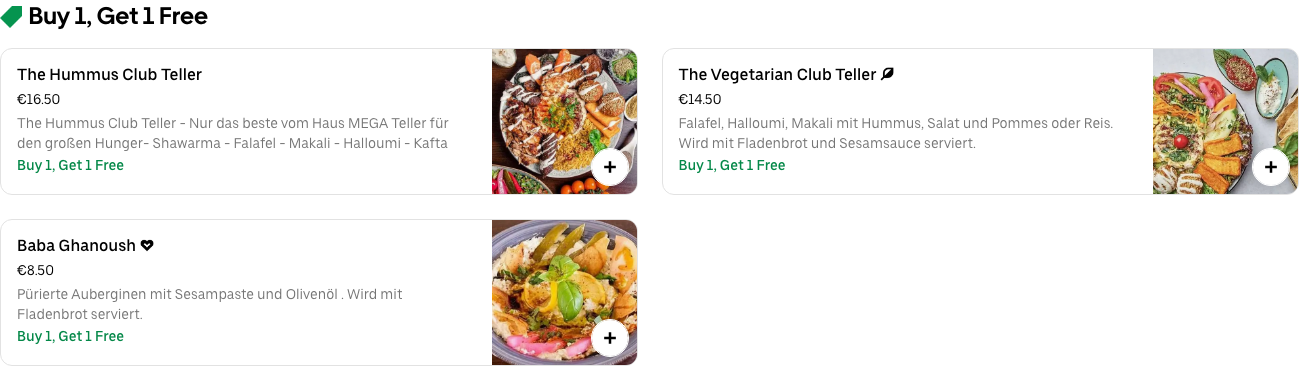 Buy 1, Get 1 Free
The Hummus Club Teller
€16.50
The Hummus Club Teller - Nur das beste vom Haus MEGA Teller für
den großen Hunger- Shawarma - Falafel - Makali - Halloumi - Kafta
Buy 1, Get 1 Free
The Vegetarian Club Teller
€14.50
Falafel, Halloumi, Makali mit Hummus, Salat und Pommes oder Reis.
Wird mit Fladenbrot und Sesamsauce serviert.
Buy 1, Get 1 Free
Baba Ghanoush
€8.50
Pürierte Auberginen mit Sesampaste und Olivenöl . Wird mit
Fladenbrot serviert.
Buy 1, Get 1 Free